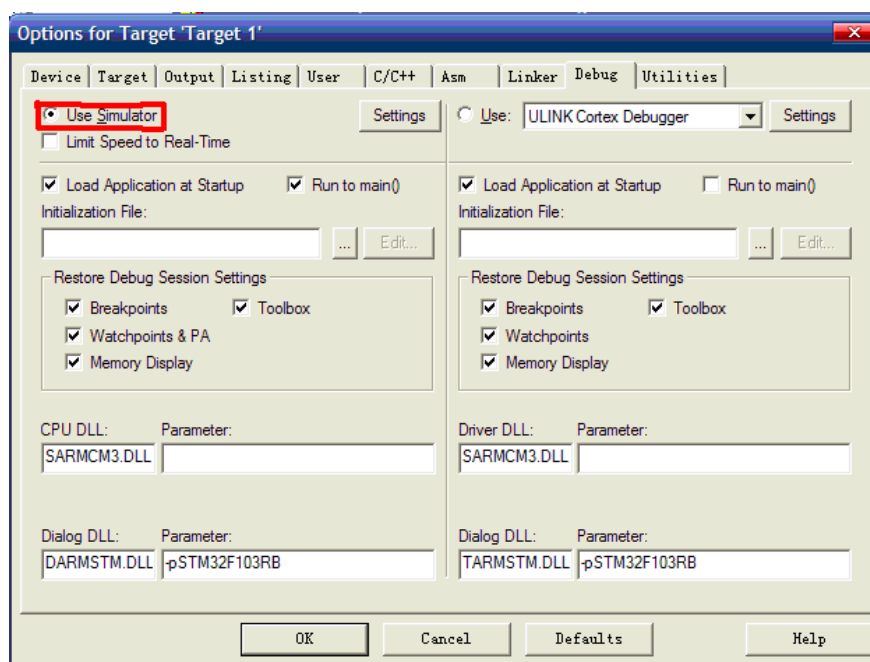 Options for Target 'Target 1'
Device Target Output Listing User C/C++ Asm Linker Debug Utilities
Use Simulator Settings Use: ULINK Cortex Debugger Settings
Limit Speed to Real-Time
Load Application at Startup Run to main() Load Application at Startup Run to main()
Initialization File: Initialization File:
... Edit... ... Edit...
Restore Debug Session Settings Restore Debug Session Settings
Breakpoints Toolbox Breakpoints Toolbox
Watchpoints & PA Watchpoints
Memory Display Memory Display
CPU DLL: Parameter: Driver DLL: Parameter:
SARMCM3.DLL SARMCM3.DLL
Dialog DLL: Parameter: Dialog DLL: Parameter:
DARMSTM.DLL -pSTM32F103RB TARMSTM.DLL -pSTM32F103RB
OK Cancel Defaults Help